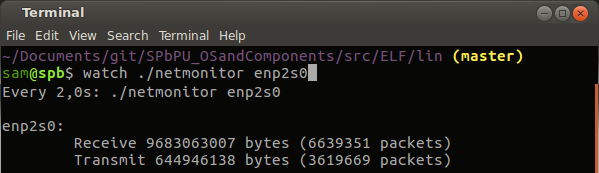 Terminal
File Edit View Search Terminal Help
~/Documents/git/SPbPU_OSandComponents/src/ELF/lin (master)
sam@spb$ watch ./netmonitor enp2s0
Every 2,0s: ./netmonitor enp2s0
enp2s0:
Receive 9683063007 bytes (6639351 packets)
Transmit 644946138 bytes (3619669 packets)